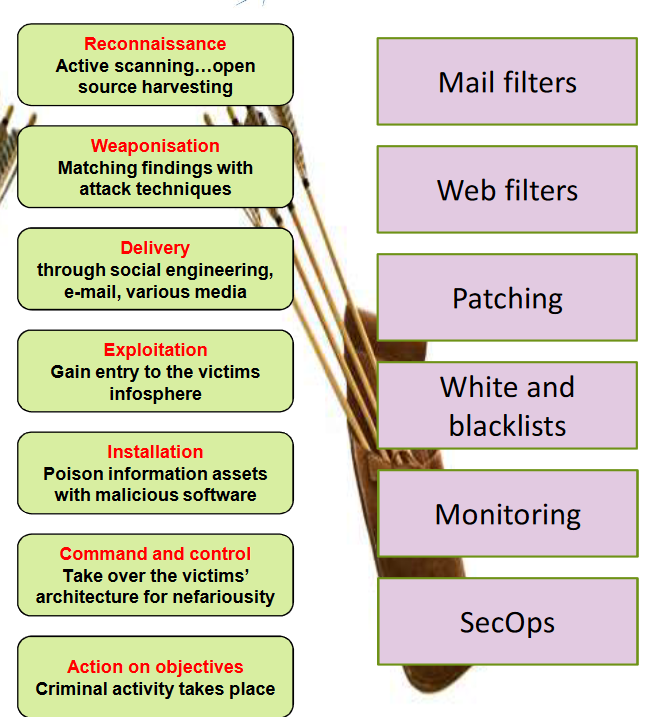 Reconnaissance
Active scanning…open
source harvesting
Weaponisation
Matching findings with
attack techniques
Delivery
through social engineering,
e-mail, various media
Exploitation
Gain entry to the victims
infosphere
Installation
Poison information assets
with malicious software
Command and control
Take over the victims’
architecture for nefariousity
Action on objectives
Criminal activity takes place
Mail filters
Web filters
Patching
White and
blacklists
Monitoring
SecOps